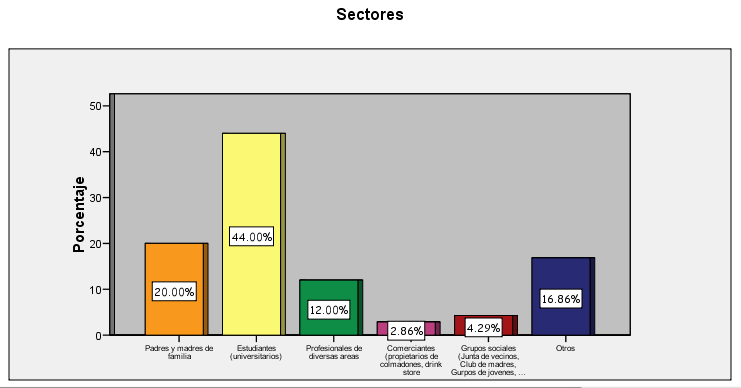 Sectores
Porcentaje
50
40
30
20
10
0
20.00%
44.00%
12.00%
2.86%
4.29%
16.86%
Padres y madres de
familia
Estudiantes
(universitarios)
Profesionales de
diversas areas
Comerciantes
(propietarios de
colmadones, drink
store
Grupos sociales
(Junta de vecinos,
Club de madres,
Gurpos de jovenes, ...
Otros